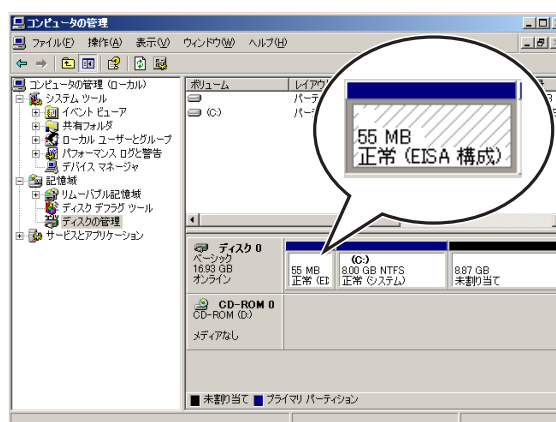 コンピュータの管理
ファイル(F) 操作(A) 表示(V) ウィンドウ(W) ヘルプ(H)
コンピュータの管理 (ローカル)
システム ツール
イベント ビューア
共有フォルダ
ローカル ユーザーとグループ
パフォーマンス ログと警告
デバイス マネージャ
記憶域
リムーバブル記憶域
ディスク デフラグ ツール
ディスクの管理
サービスとアプリケーション
ボリューム レイアウ
パーテ
(C:) パーテ
55 MB
正常 (EISA 構成)
ディスク 0
ベーシック
16.93 GB
オンライン
55 MB
正常 (EI
(C:)
8.00 GB NTFS
正常 (システム)
8.87 GB
未割り当て
CD-ROM 0
CD-ROM (D:)
メディアなし
未割り当て プライマリ パーティション